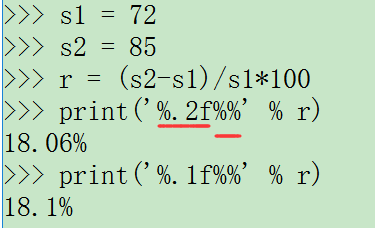 >>> s1 = 72
>>> s2 = 85
>>> r = (s2-s1)/s1*100
>>> print('%.2f%%' % r)
18.06%
>>> print('%.1f%%' % r)
18.1%